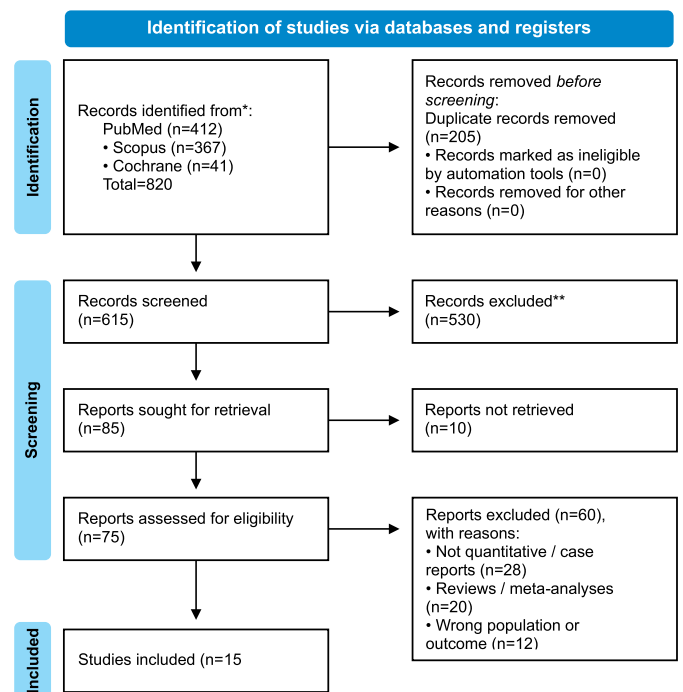 Identification of studies via databases and registers
Identification
Records identified from*:
PubMed (n=412)
• Scopus (n=367)
• Cochrane (n=41)
Total=820
Records removed before
screening:
Duplicate records removed
(n=205)
• Records marked as ineligible
by automation tools (n=0)
• Records removed for other
reasons (n=0)
Screening
Records screened
(n=615)
Records excluded**
(n=530)
Reports sought for retrieval
(n=85)
Reports not retrieved
(n=10)
Reports assessed for eligibility
(n=75)
Reports excluded (n=60),
with reasons:
• Not quantitative / case
reports (n=28)
• Reviews / meta-analyses
(n=20)
• Wrong population or
outcome (n=12)
Included
Studies included (n=15